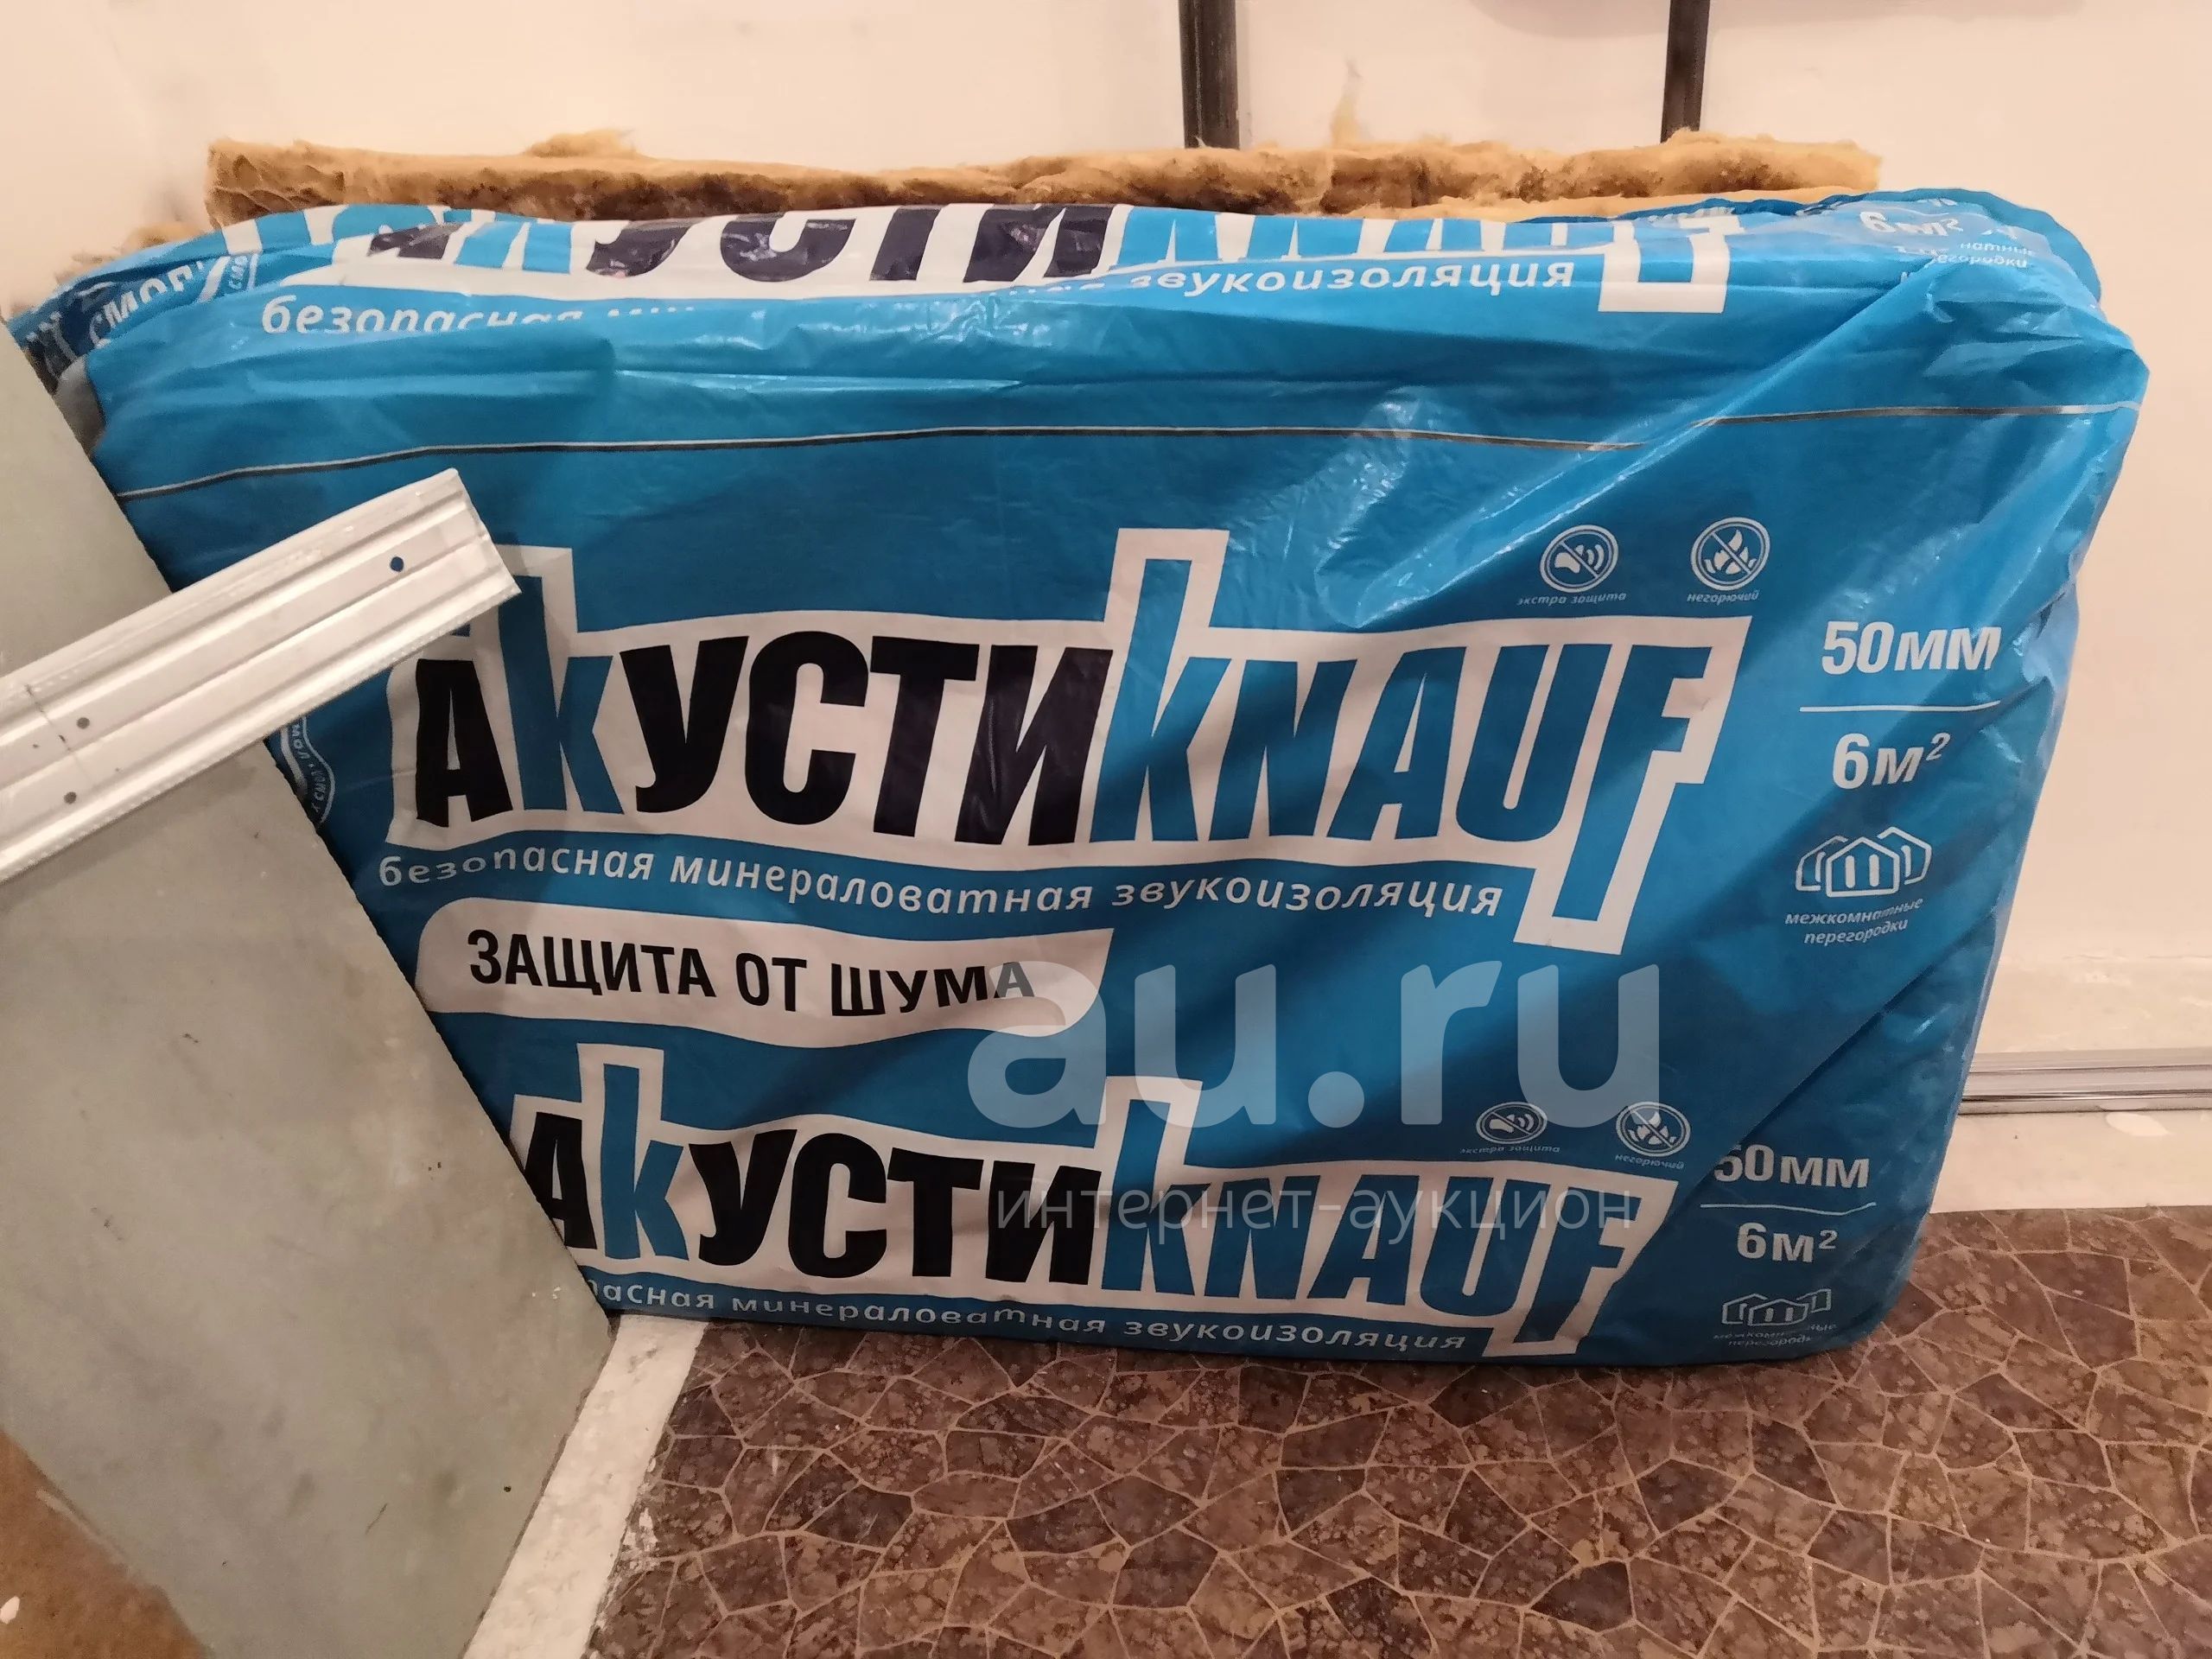 АКУСТИKNAUF
6м²
безопасная звукоизоляция
экстра защита
негорючий
АКУСТИKNAUF
50мм
6м²
безопасная минераловатная звукоизоляция
межкомнатные
перегородки
ЗАЩИТА ОТ ШУМА
au.ru
экстра защита
негорючий
АКУСТИKNAUF
50мм
6м²
интернет-аукцион
минераловатная звукоизоляция